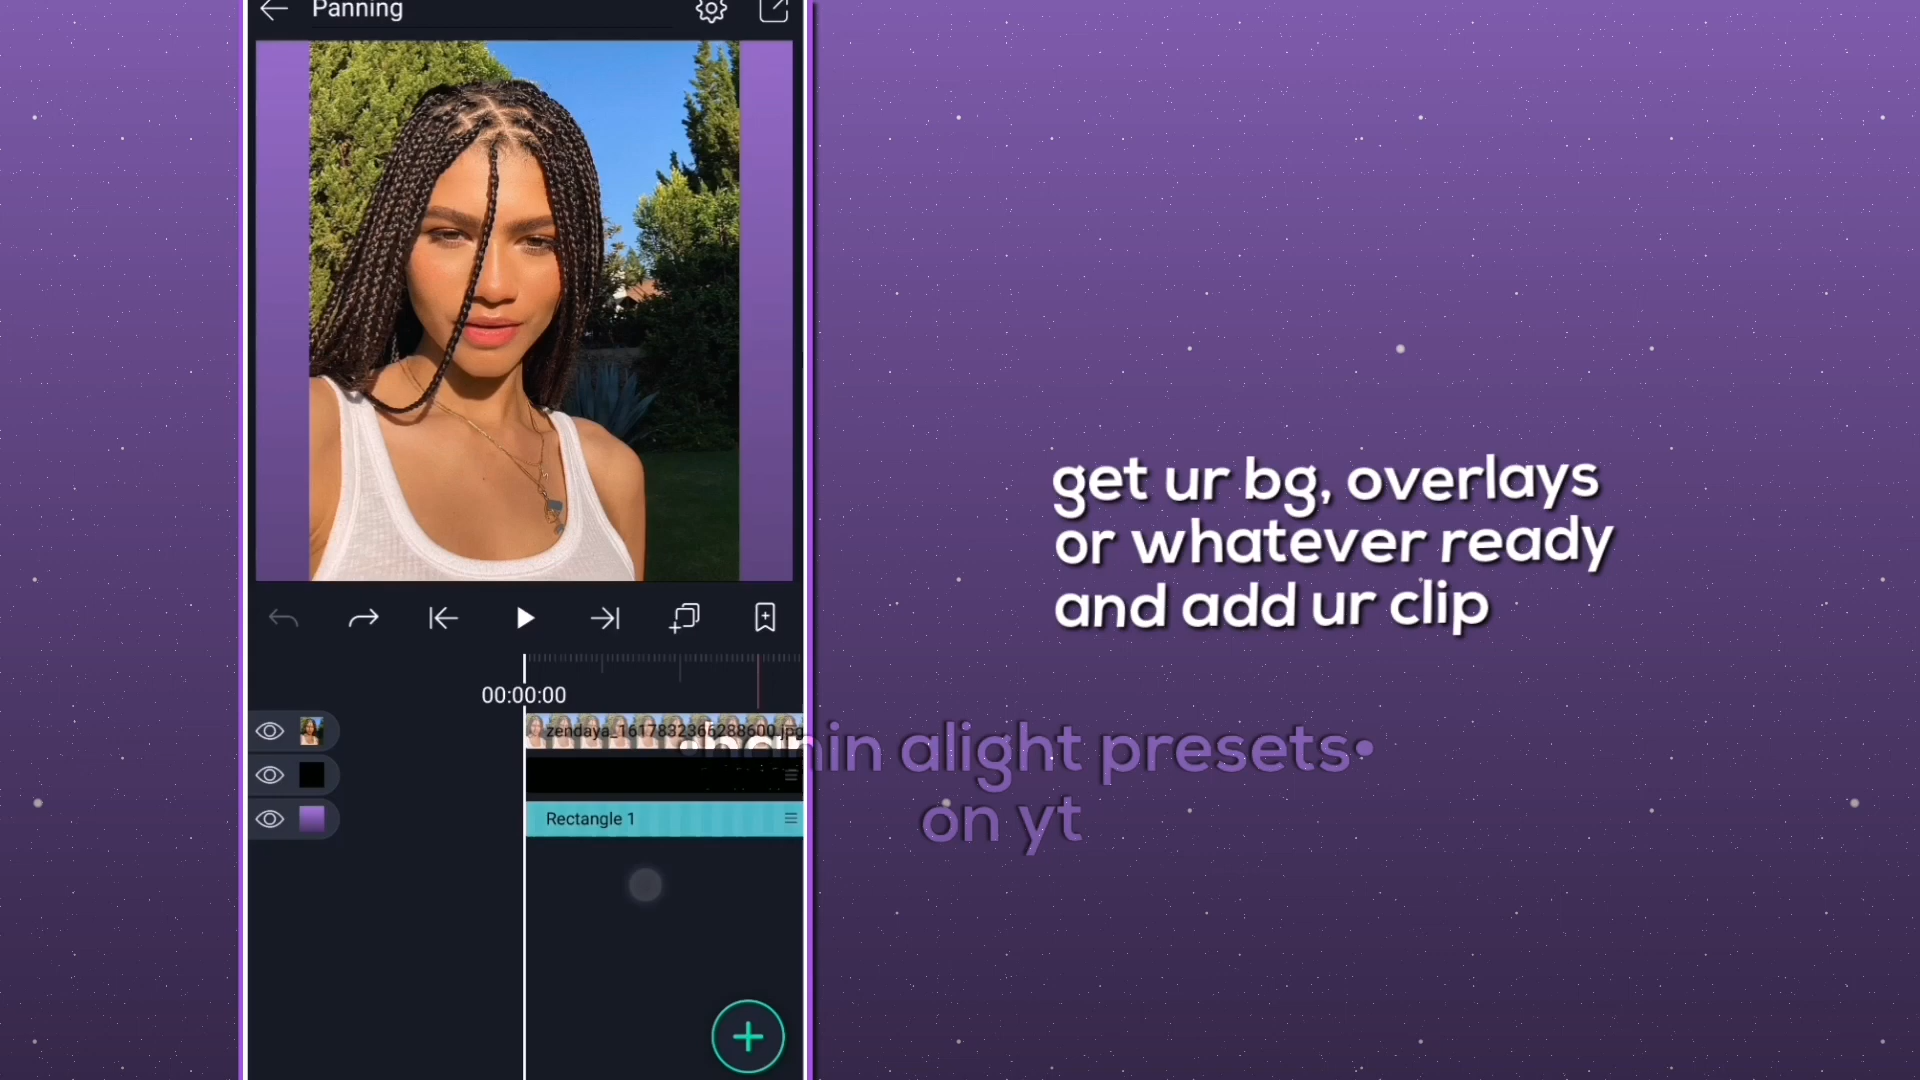 Panning
get ur bg, overlays
or whatever ready
and add ur clip
00:00:00
zendaya_1617832366288600.jpg
•hanin alight presets•
on yt
Rectangle 1